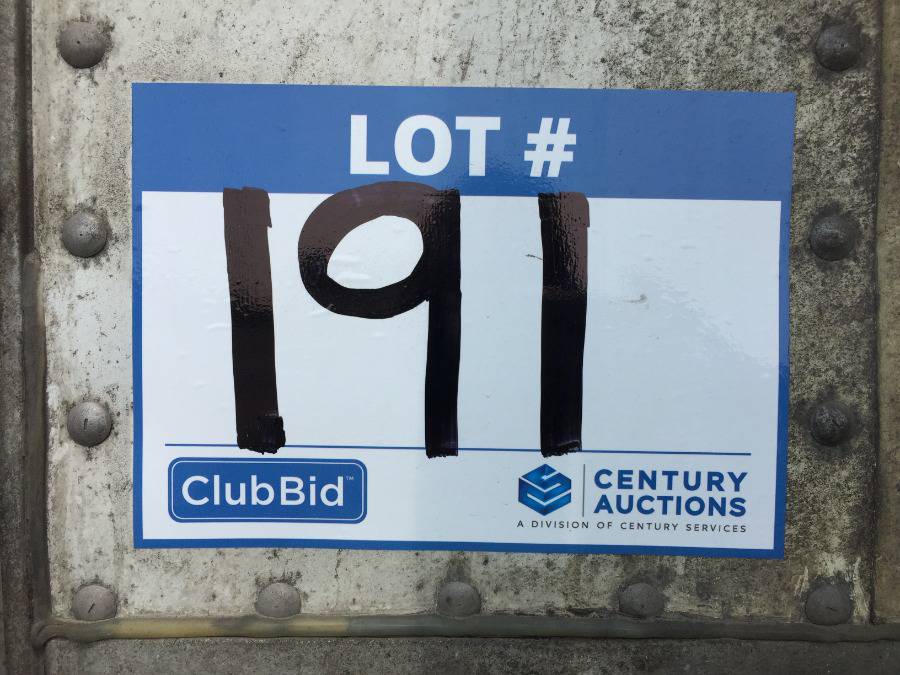 LOT #
191
ClubBid™
CENTURY
AUCTIONS
A DIVISION OF CENTURY SERVICES